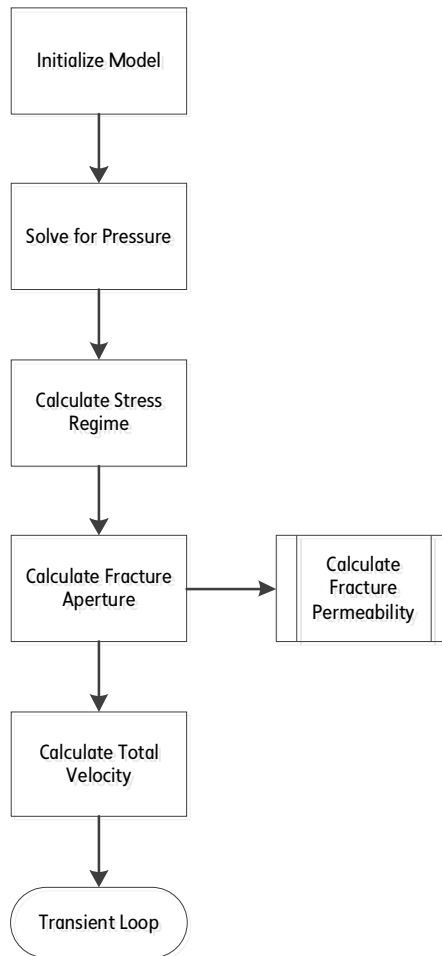 Initialize Model
Solve for Pressure
Calculate Stress
Regime
Calculate Fracture
Aperture
Calculate
Fracture
Permeability
Calculate Total
Velocity
Transient Loop